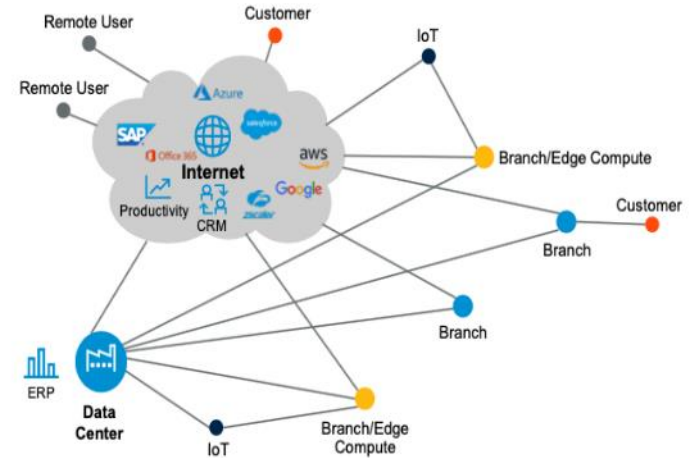 Customer
Remote User
IoT
Remote User
Azure
SAP
salesforce
Office 365
Internet
aws
Branch/Edge Compute
Google
Productivity
CRM
zscaler
Customer
Branch
Branch
ERP
Data
Center
IoT
Branch/Edge
Compute